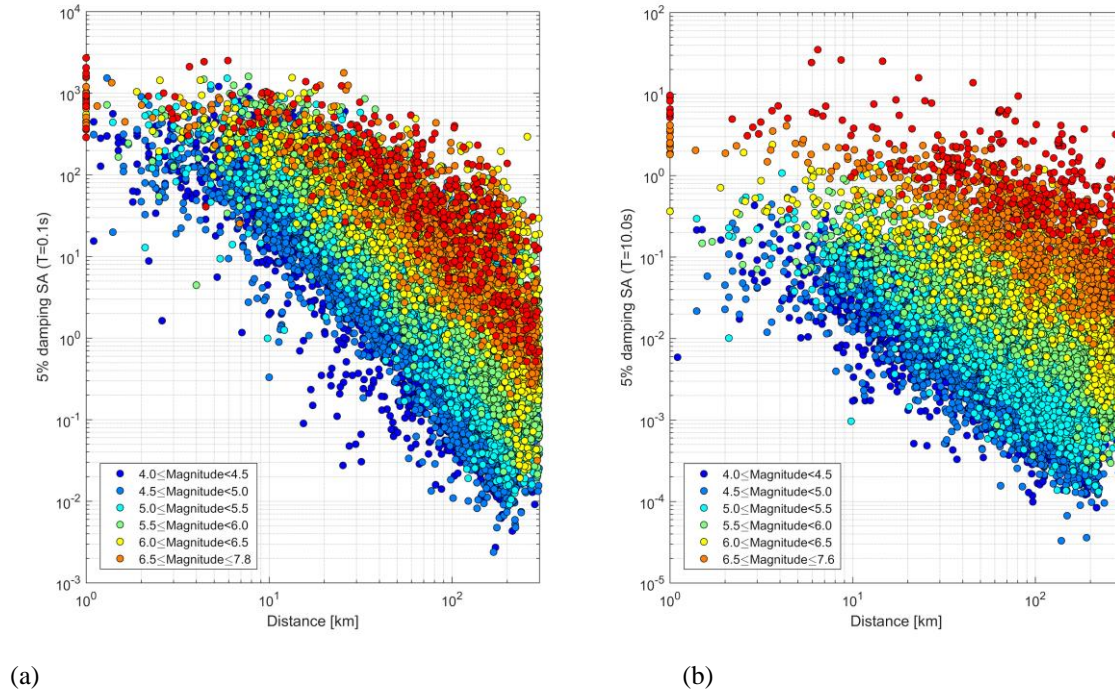 10^4
10^3
10^2
10^1
10^0
10^-1
10^-2
10^-3
5% damping SA (T=0.1s)
4.0≤Magnitude<4.5
4.5≤Magnitude<5.0
5.0≤Magnitude<5.5
5.5≤Magnitude<6.0
6.0≤Magnitude<6.5
6.5≤Magnitude≤7.8
10^0
10^1
10^2
Distance [km]
(a)
10^2
10^1
10^0
10^-1
10^-2
10^-3
10^-4
10^-5
5% damping SA (T=10.0s)
4.0≤Magnitude<4.5
4.5≤Magnitude<5.0
5.0≤Magnitude<5.5
5.5≤Magnitude<6.0
6.0≤Magnitude<6.5
6.5≤Magnitude≤7.6
10^0
10^1
10^2
Distance [km]
(b)